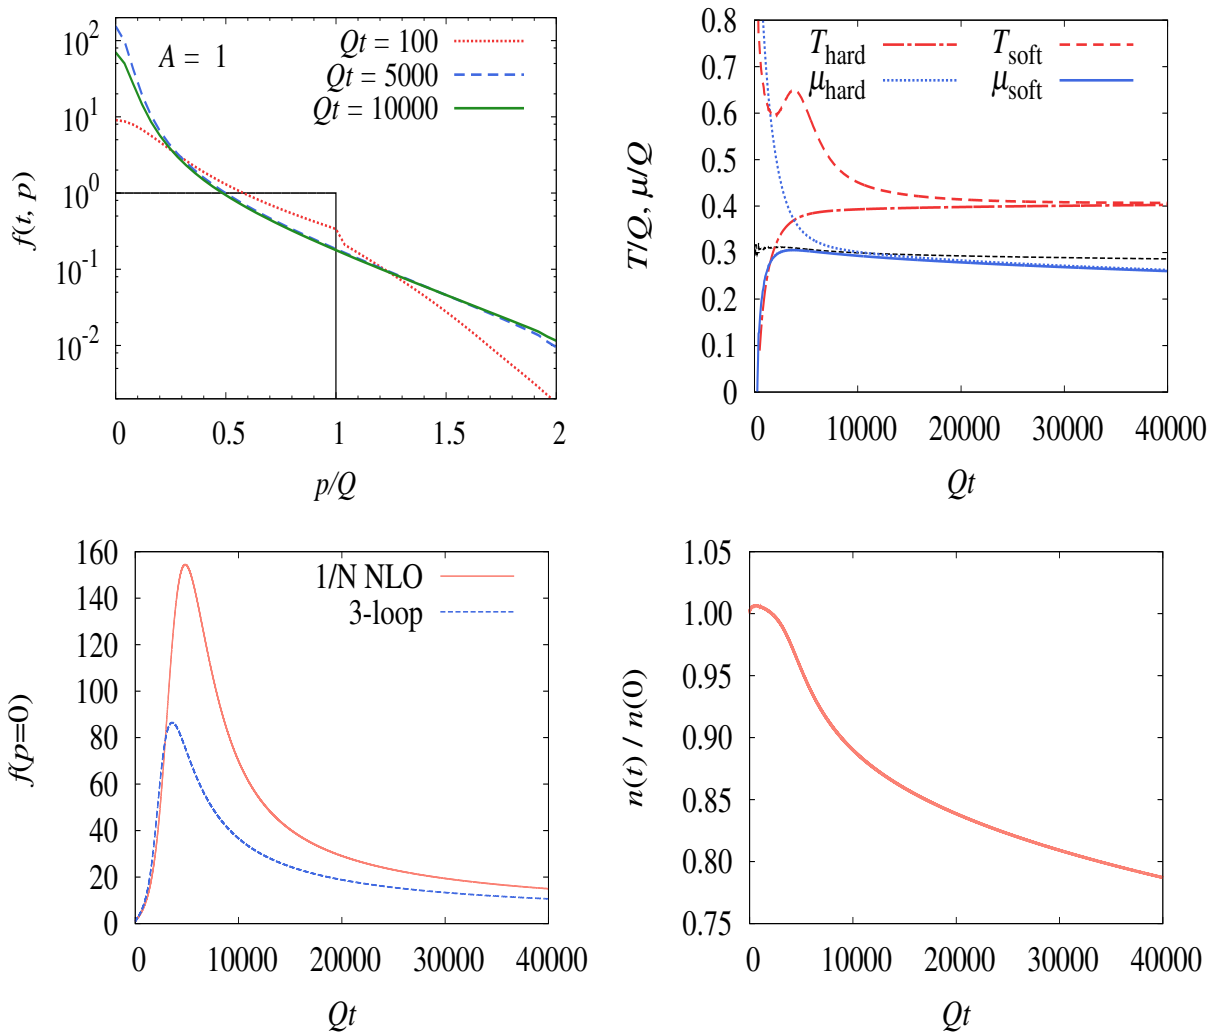 A = 1
Qt = 100
Qt = 5000
Qt = 10000
10^2
10^1
10^0
10^-1
10^-2
f(t, p)
0 0.5 1 1.5 2
p/Q
T_hard T_soft
μ_hard μ_soft
0.8
0.7
0.6
0.5
0.4
0.3
0.2
0.1
0
T/Q, μ/Q
0 10000 20000 30000 40000
Qt
1/N NLO
3-loop
160
140
120
100
80
60
40
20
0
f(p=0)
0 10000 20000 30000 40000
Qt
1.05
1.00
0.95
0.90
0.85
0.80
0.75
n(t) / n(0)
0 10000 20000 30000 40000
Qt